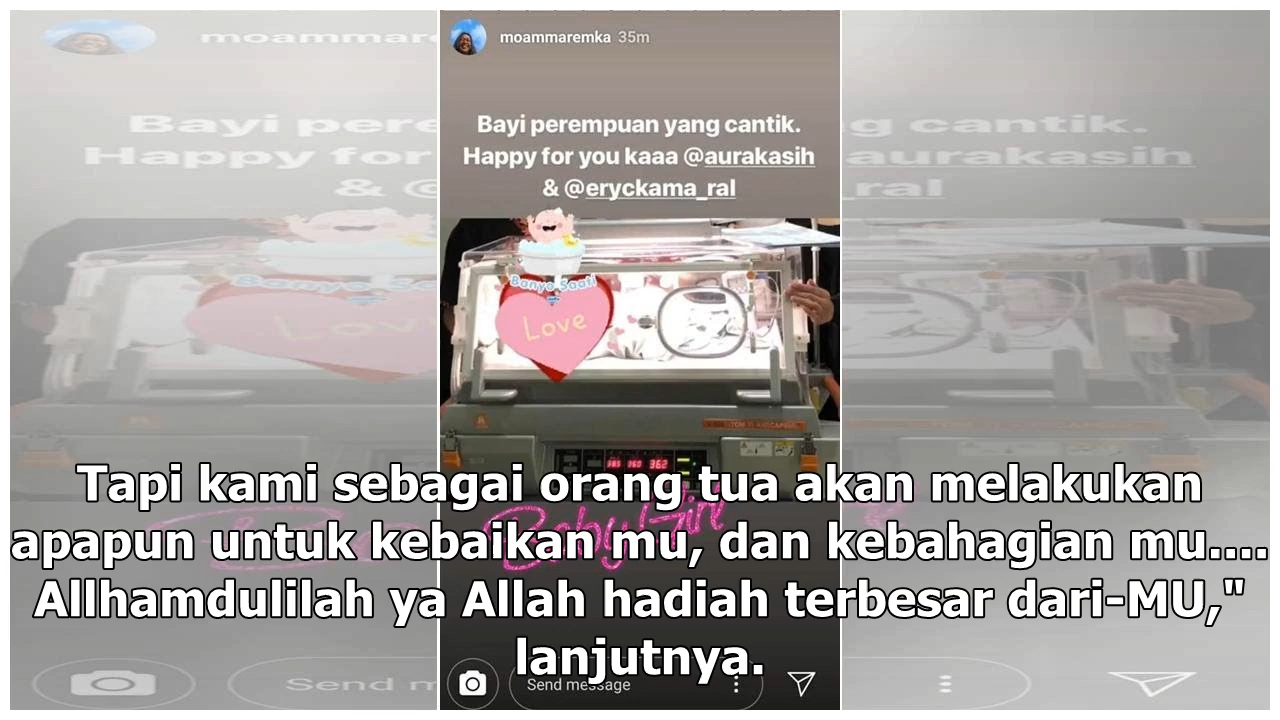 moammaremka 35m
Bayi perempuan yang cantik.
Happy for you kaaa @aurakasih
& @eryckama_ral
Banyo Saati
Love
Baby Girl
Tapi kami sebagai orang tua akan melakukan
apapun untuk kebaikan mu, dan kebahagian mu....
Allhamdulilah ya Allah hadiah terbesar dari-MU,"
lanjutnya.
Send message